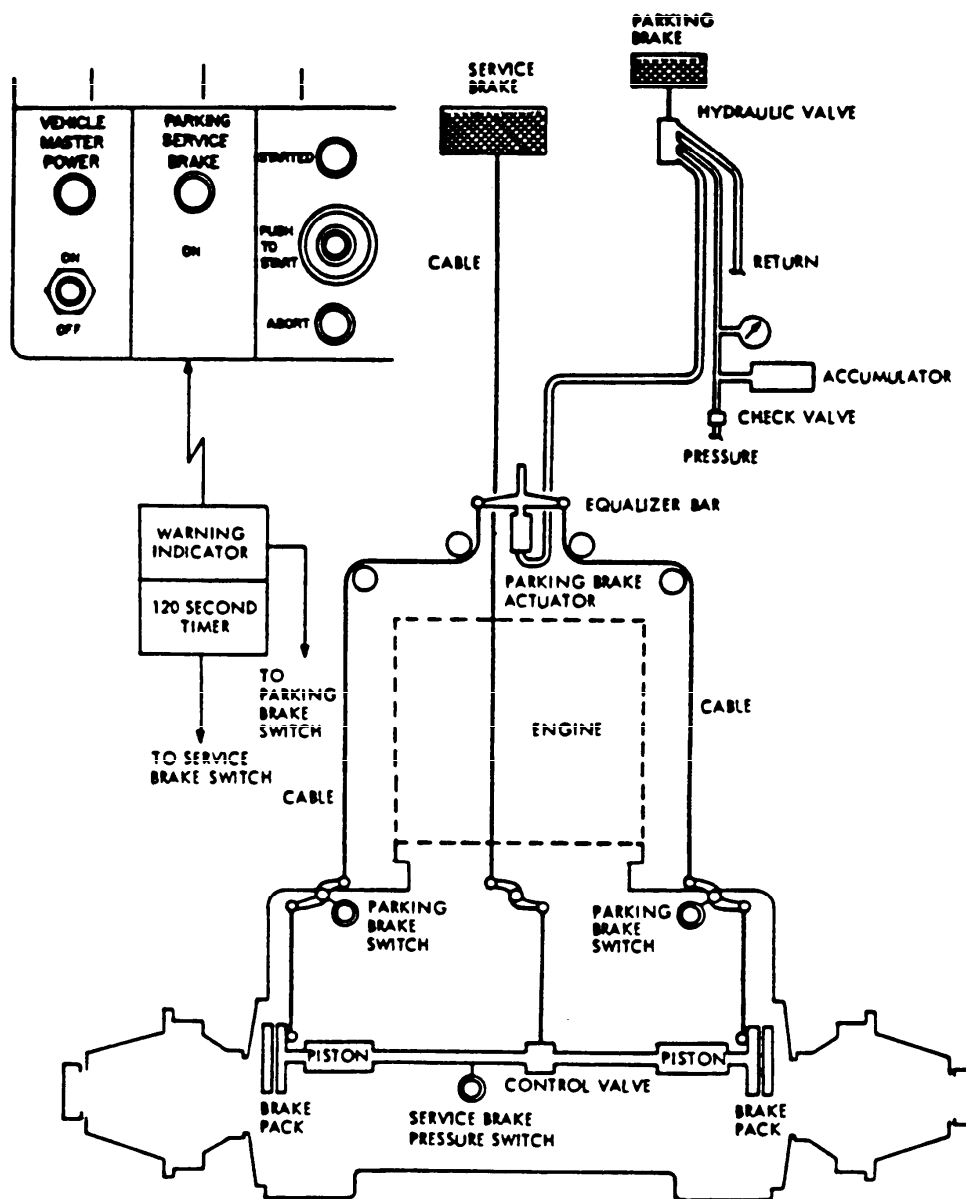 PARKING
BRAKE
SERVICE
BRAKE
HYDRAULIC VALVE
VEHICLE
MASTER
POWER
ON
OFF
PARKING
SERVICE
BRAKE
ON
STARTED
PUSH
TO
START
ABORT
CABLE
RETURN
ACCUMULATOR
CHECK VALVE
PRESSURE
EQUALIZER BAR
WARNING
INDICATOR
120 SECOND
TIMER
PARKING BRAKE
ACTUATOR
TO
PARKING
BRAKE
SWITCH
TO SERVICE
BRAKE SWITCH
ENGINE
CABLE
CABLE
PARKING
BRAKE
SWITCH
PARKING
BRAKE
SWITCH
PISTON
PISTON
CONTROL VALVE
BRAKE
PACK
SERVICE BRAKE
PRESSURE SWITCH
BRAKE
PACK